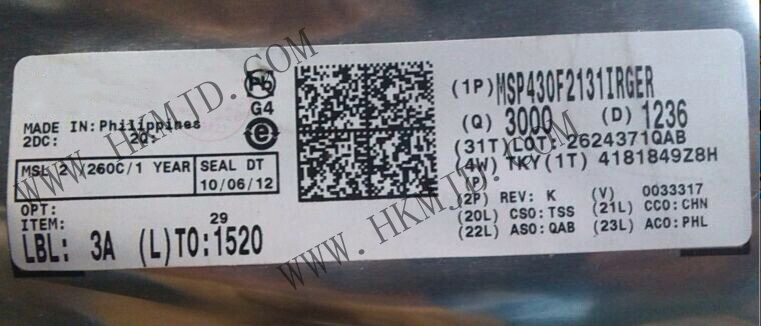 Pb
G4
e
MADE IN: Philippines
2DC: 2Q:
MSL 2 /260C/1 YEAR SEAL DT
10/06/12
OPT:
ITEM: 29
LBL: 3A (L)TO:1520
(1P) MSP430F2131IRGER
(Q) 3000 (D) 1236
(31T)LOT: 2624371QAB
(4W) TKY(1T) 4181849Z8H
(P)
(2P) REV: K (V) 0033317
(20L) CSO:TSS (21L) CCO:CHN
(22L) ASO:QAB (23L) ACO:PHL
WWW.HKMJD.COM
WWW.HKMJD.COM